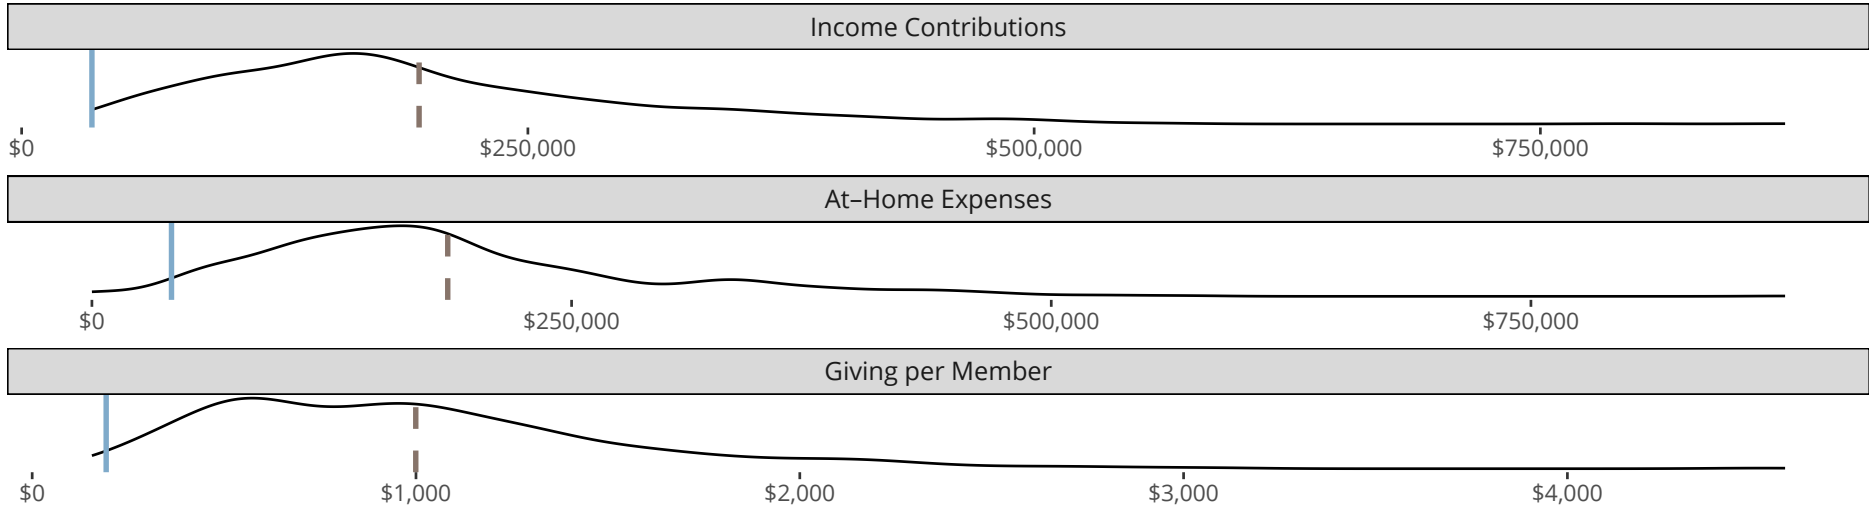 Income Contributions
$0 $250,000 $500,000 $750,000
At–Home Expenses
$0 $250,000 $500,000 $750,000
Giving per Member
$0 $1,000 $2,000 $3,000 $4,000